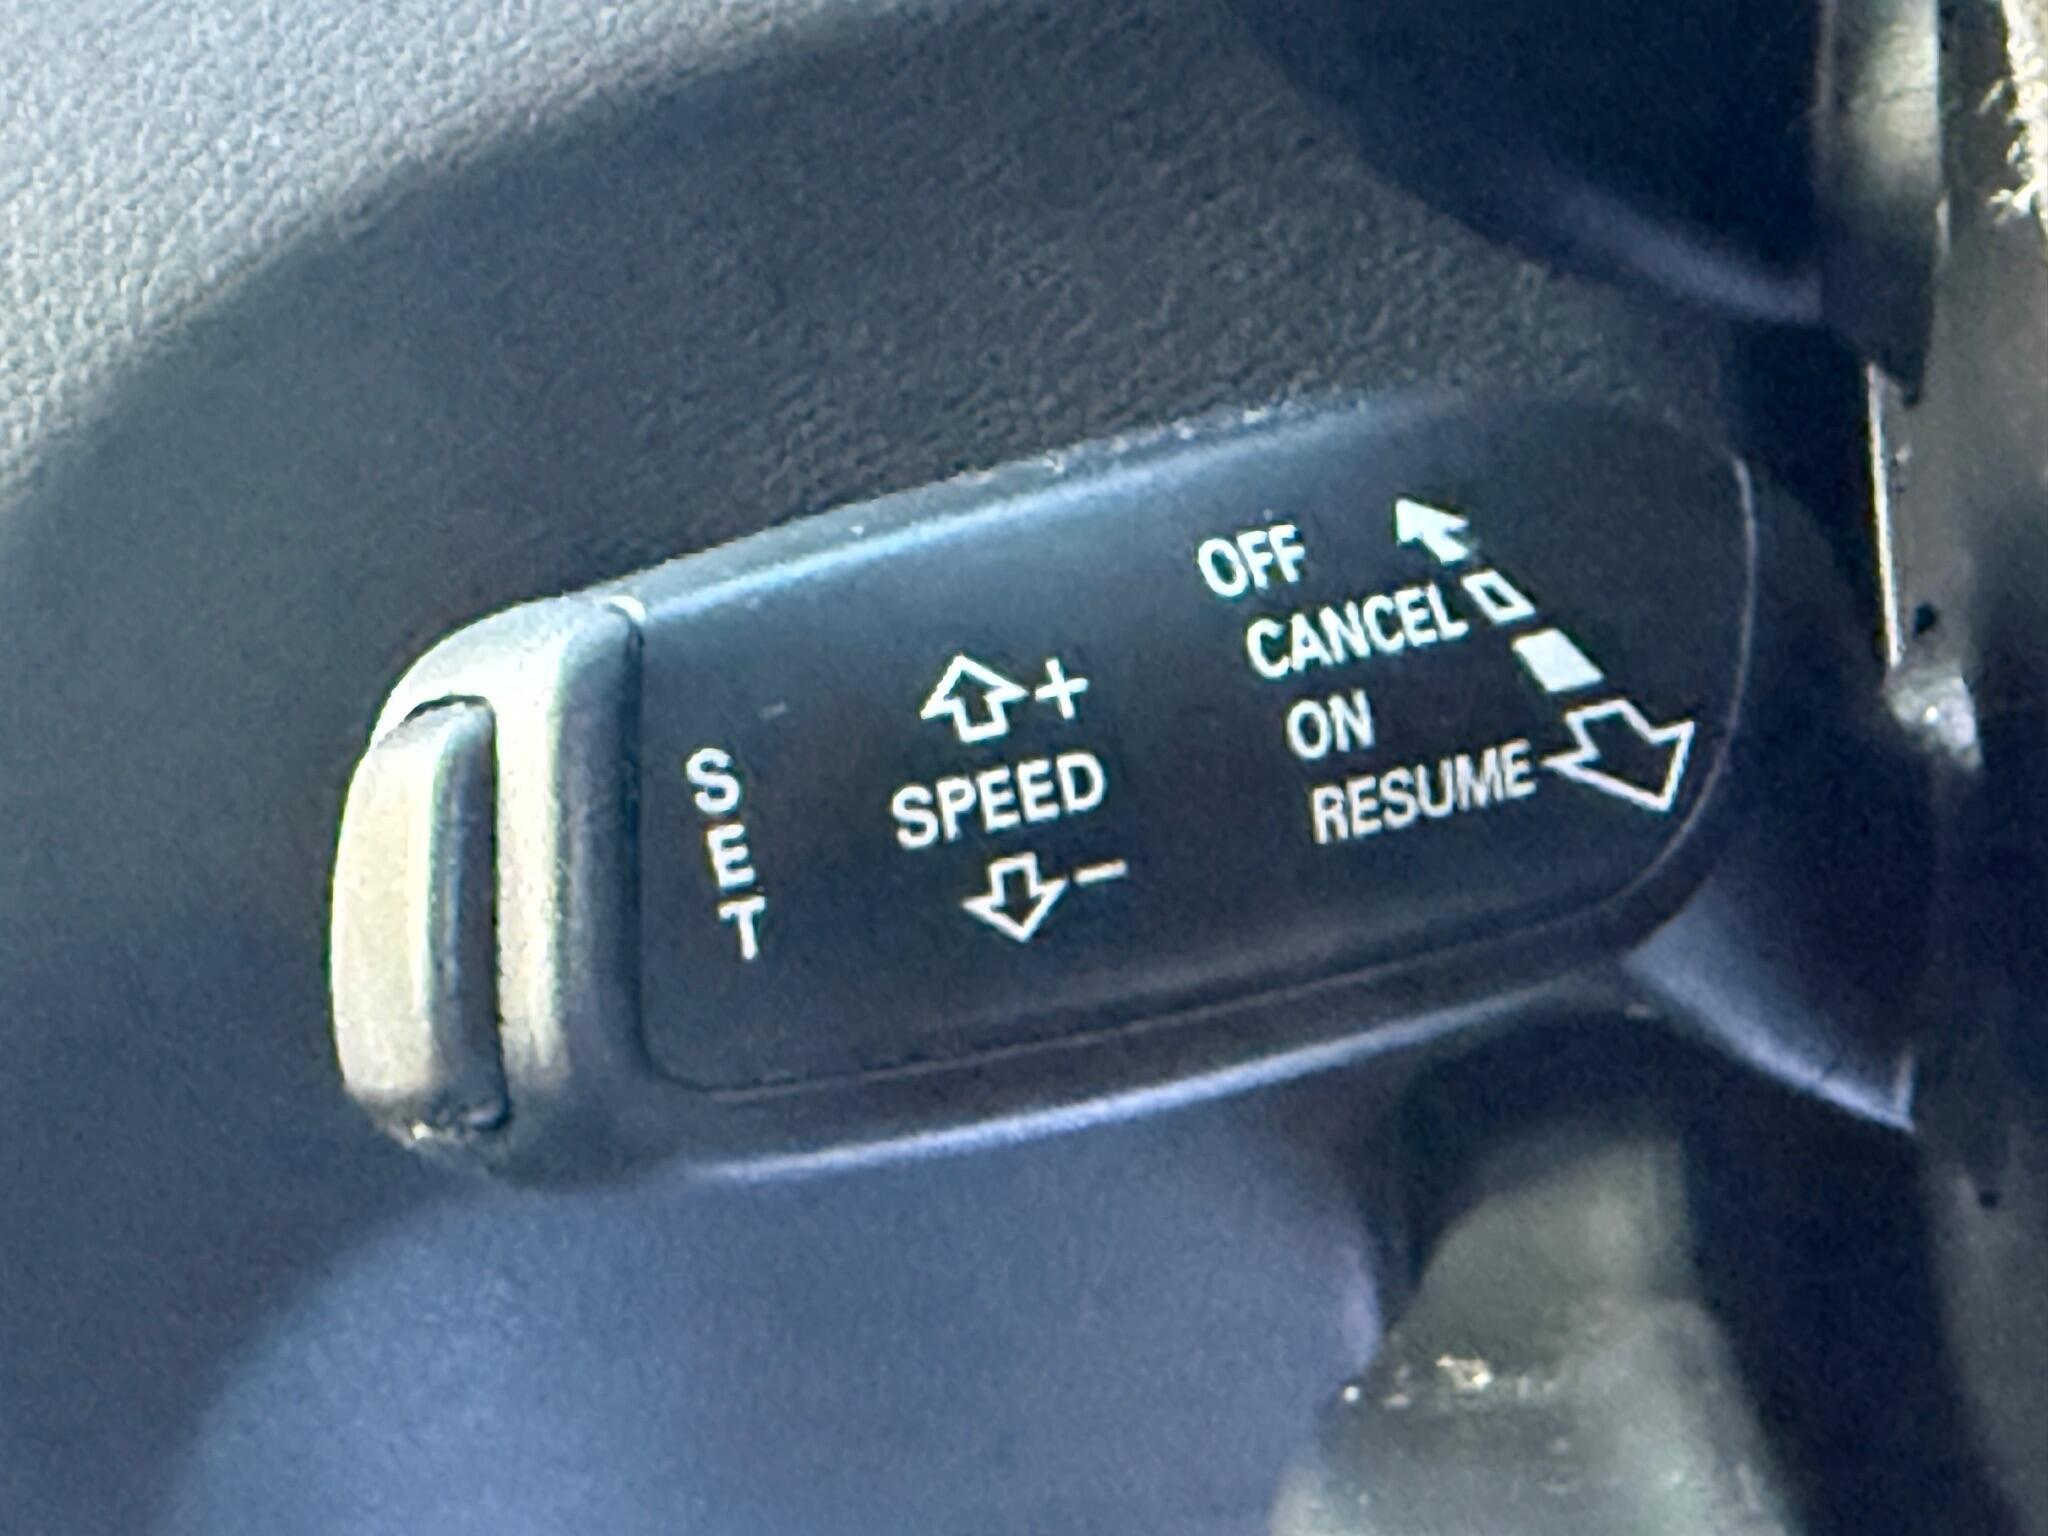 OFF
CANCEL
ON
RESUME
+
SPEED
−
SET